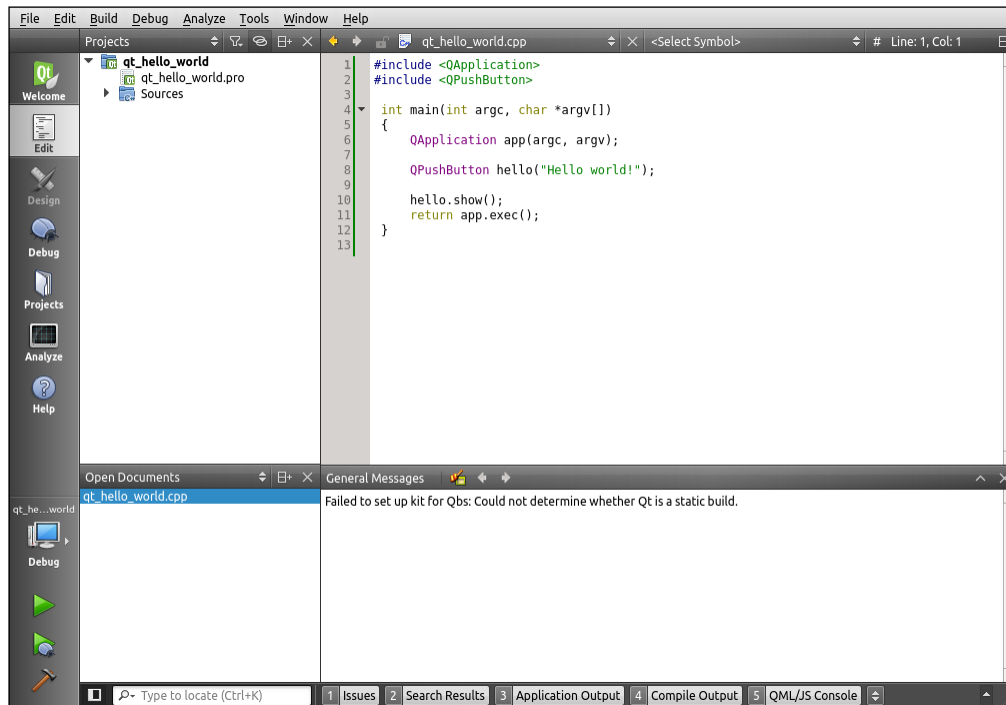 File Edit Build Debug Analyze Tools Window Help
Projects
qt_hello_world.cpp
<Select Symbol>
# Line: 1, Col: 1
Qt
Welcome
Edit
Design
Debug
Projects
Analyze
Help
qt_hello_world
qt_hello_world.pro
Sources
1 #include <QApplication>
2 #include <QPushButton>
3
4 int main(int argc, char *argv[])
5 {
6 QApplication app(argc, argv);
7
8 QPushButton hello("Hello world!");
9
10 hello.show();
11 return app.exec();
12 }
13
Open Documents
qt_hello_world.cpp
General Messages
Failed to set up kit for Qbs: Could not determine whether Qt is a static build.
qt_he...world
Debug
Type to locate (Ctrl+K)
1 Issues 2 Search Results 3 Application Output 4 Compile Output 5 QML/JS Console